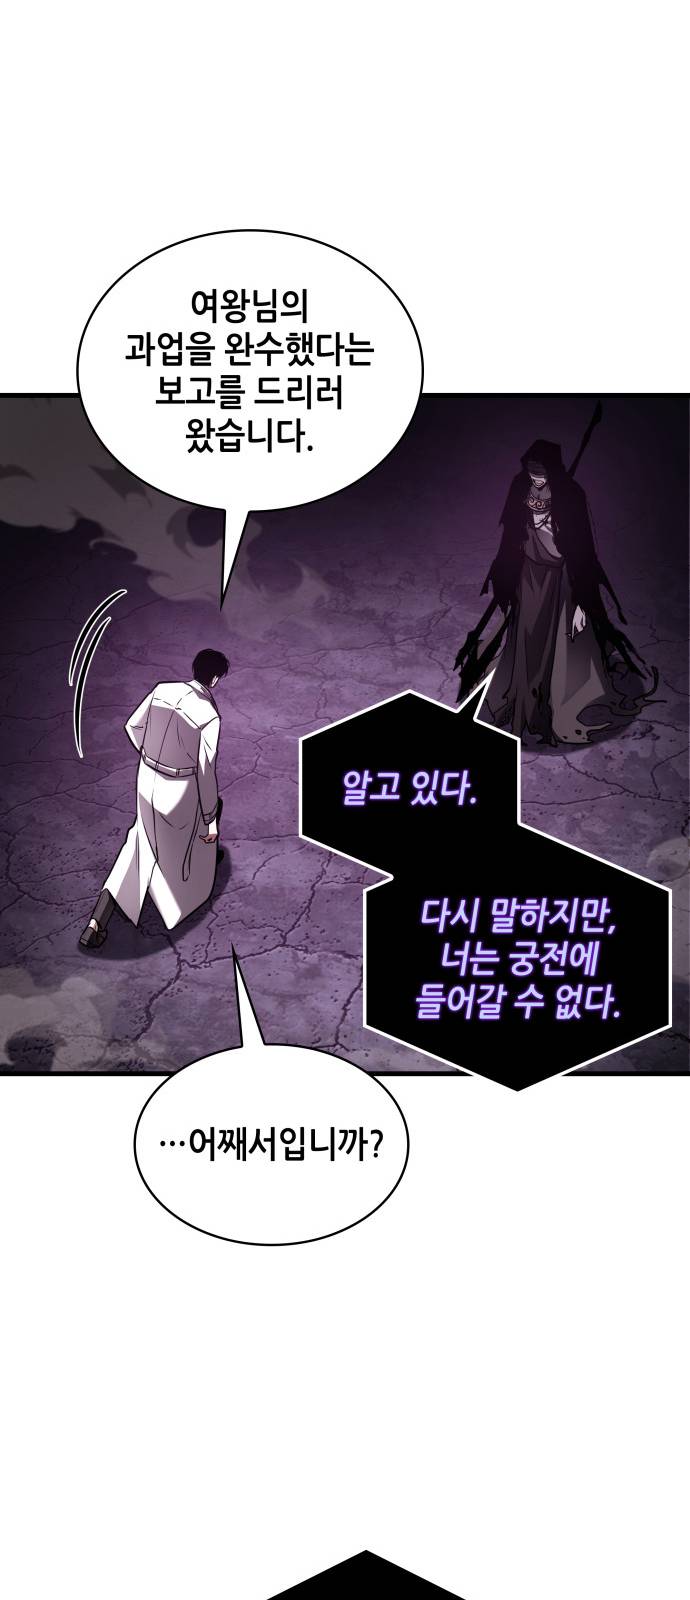 여왕님의
과업을 완수했다는
보고를 드리러
왔습니다.
알고 있다.
다시 말하지만,
너는 궁전에
들어갈 수 없다.
…어째서입니까?